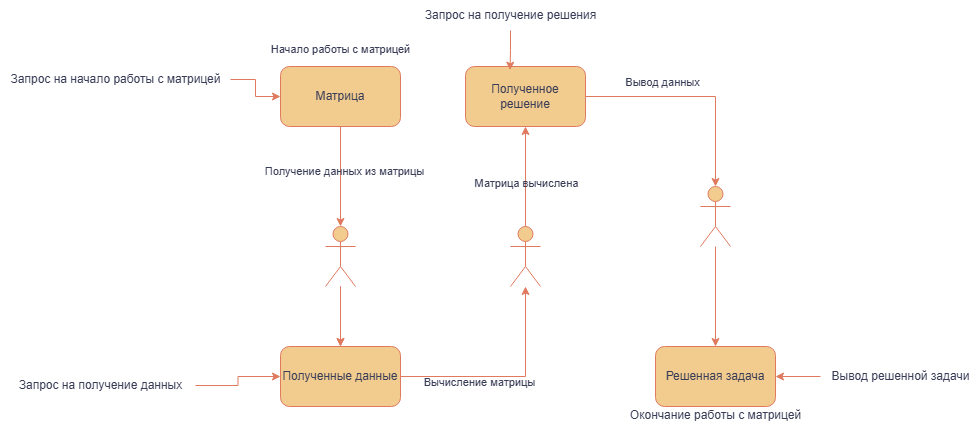 Запрос на получение решения
Начало работы с матрицей
Запрос на начало работы с матрицей
Матрица
Полученное
решение
Вывод данных
Получение данных из матрицы
Матрица вычислена
Запрос на получение данных
Полученные данные
Вычисление матрицы
Решенная задача
Вывод решенной задачи
Окончание работы с матрицей